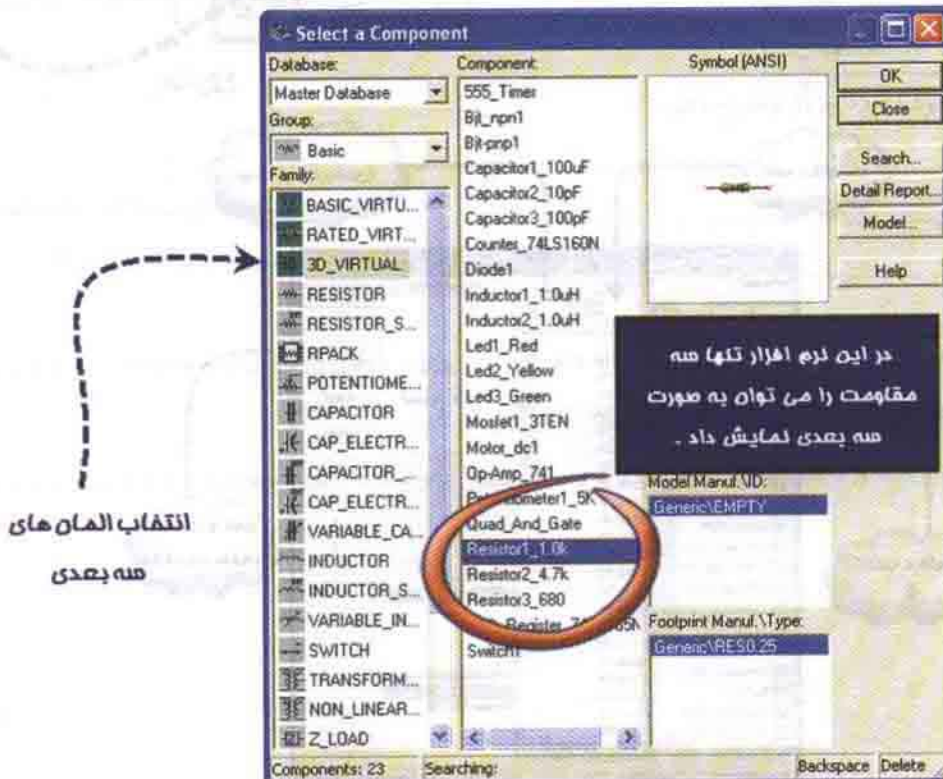 Select a Component
Database:
Master Database
Group:
Basic
Family:
BASIC_VIRTU...
RATED_VIRT...
3D_VIRTUAL
RESISTOR
RESISTOR_S...
RPACK
POTENTIOME...
CAPACITOR
CAP_ELECTR...
CAPACITOR_...
CAP_ELECTR...
VARIABLE_CA...
INDUCTOR
INDUCTOR_S...
VARIABLE_IN...
SWITCH
TRANSFORM...
NON_LINEAR...
Z_LOAD
Component:
555_Timer
Bjt_npn1
Bjt-pnp1
Capacitor1_100uF
Capacitor2_10pF
Capacitor3_100pF
Counter_74LS160N
Diode1
Inductor1_1.0uH
Inductor2_1.0uH
Led1_Red
Led2_Yellow
Led3_Green
Mosfet1_3TEN
Motor_dc1
Op-Amp_741
Quad_And_Gate
Resistor1_1.0k
Resistor2_4.7k
Resistor3_680
Switch1
Symbol (ANSI)
OK
Close
Search...
Detail Report...
Model...
Help
در این نرم افزار تنها سه
مقاومت را می توان به صورت
سه بعدی نمایش داد .
Model Manuf.\ID:
Generic\EMPTY
Footprint Manuf.\Type:
Generic\RES0.25
Components: 23
Searching:
Backspace
Delete
انتخاب المان های
سه بعدی